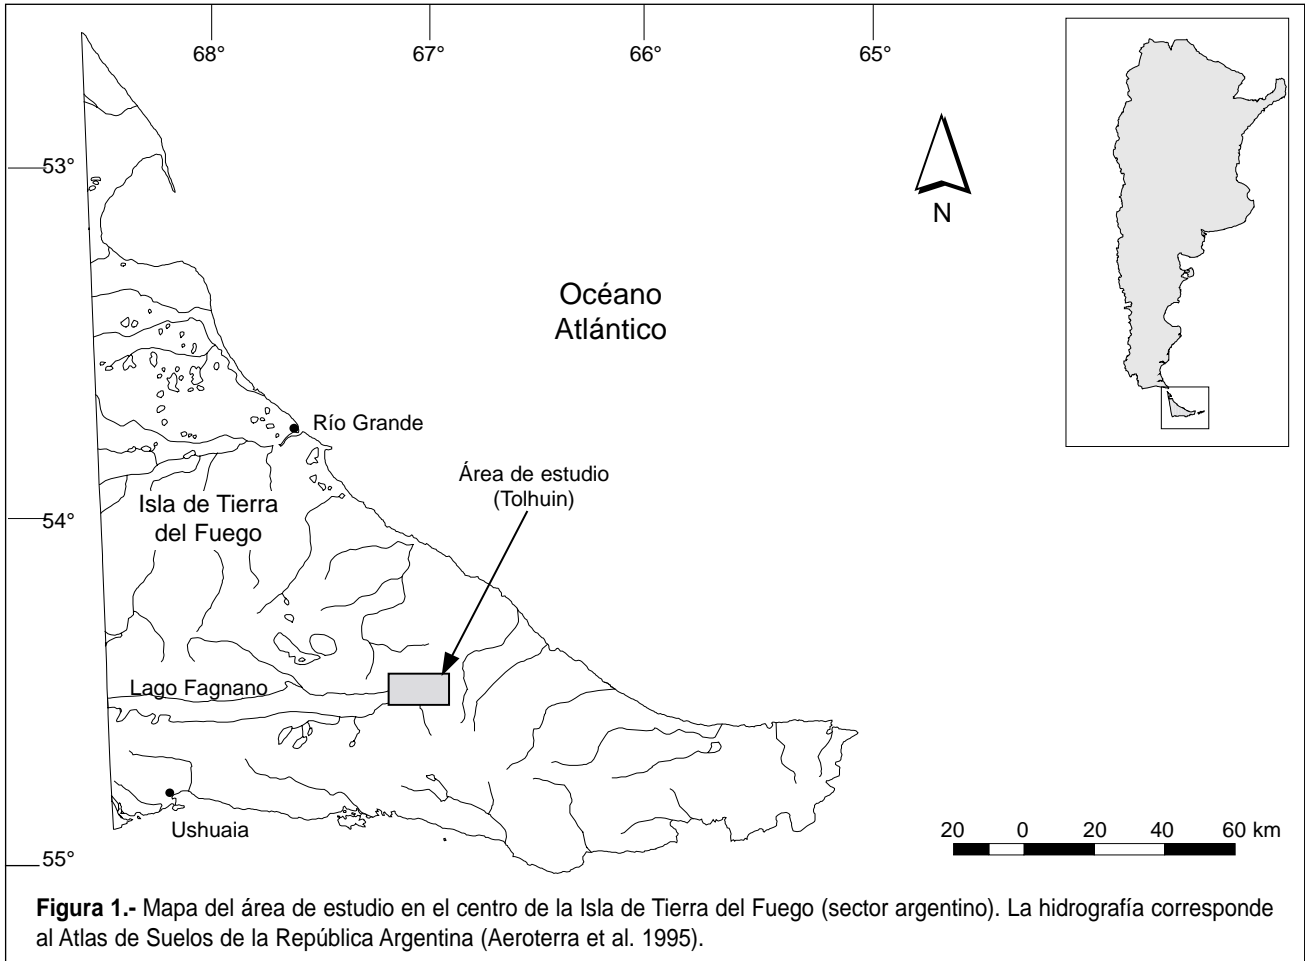 68°
67°
66°
65°
53°
N
Océano
Atlántico
Río Grande
Área de estudio
(Tolhuin)
Isla de Tierra
del Fuego
54°
Lago Fagnano
Ushuaia
20 0 20 40 60 km
55°
Figura 1.- Mapa del área de estudio en el centro de la Isla de Tierra del Fuego (sector argentino). La hidrografía corresponde
al Atlas de Suelos de la República Argentina (Aeroterra et al. 1995).